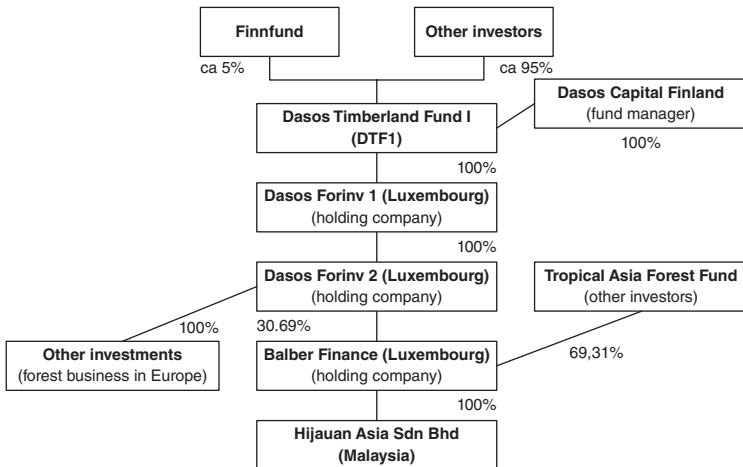 Finnfund
Other investors
ca 5%
ca 95%
Dasos Capital Finland
(fund manager)
100%
Dasos Timberland Fund I
(DTF1)
100%
Dasos Forinv 1 (Luxembourg)
(holding company)
100%
Dasos Forinv 2 (Luxembourg)
(holding company)
Tropical Asia Forest Fund
(other investors)
100%
30.69%
69,31%
Other investments
(forest business in Europe)
Balber Finance (Luxembourg)
(holding company)
100%
Hijauan Asia Sdn Bhd
(Malaysia)